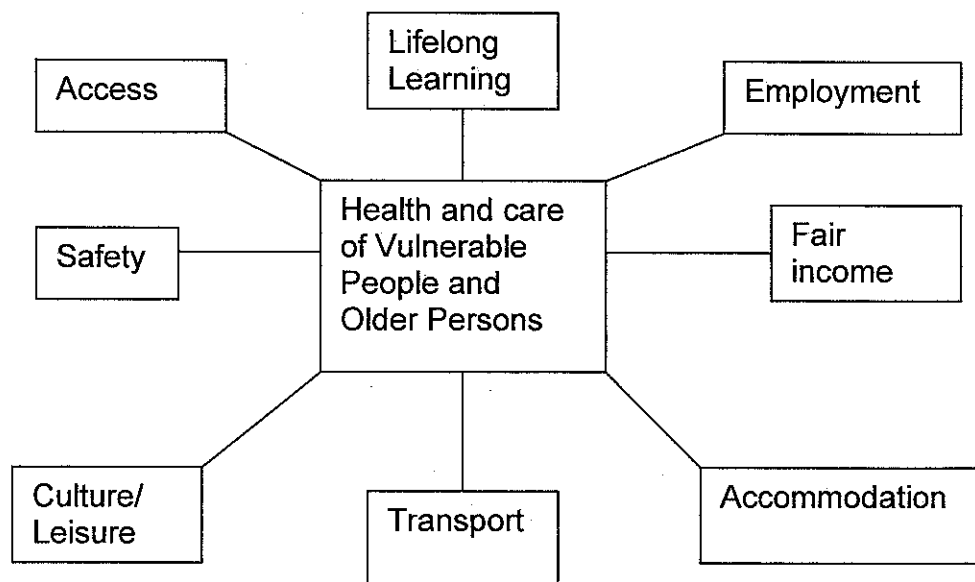 Lifelong
Learning
Access
Employment
Health and care
of Vulnerable
People and
Older Persons
Safety
Fair
income
Culture/
Leisure
Transport
Accommodation